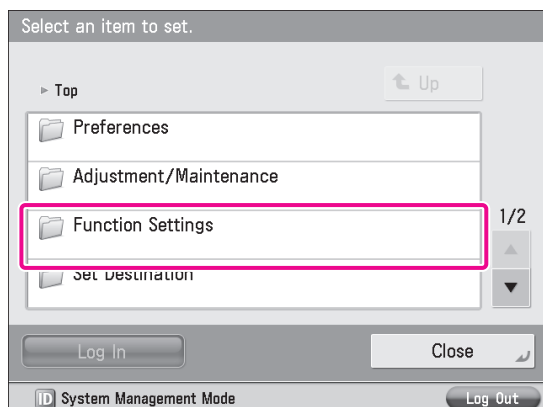 Select an item to set.
Top
Up
Preferences
Adjustment/Maintenance
Function Settings
1/2
Set Destination
Log In
Close
ID System Management Mode
Log Out